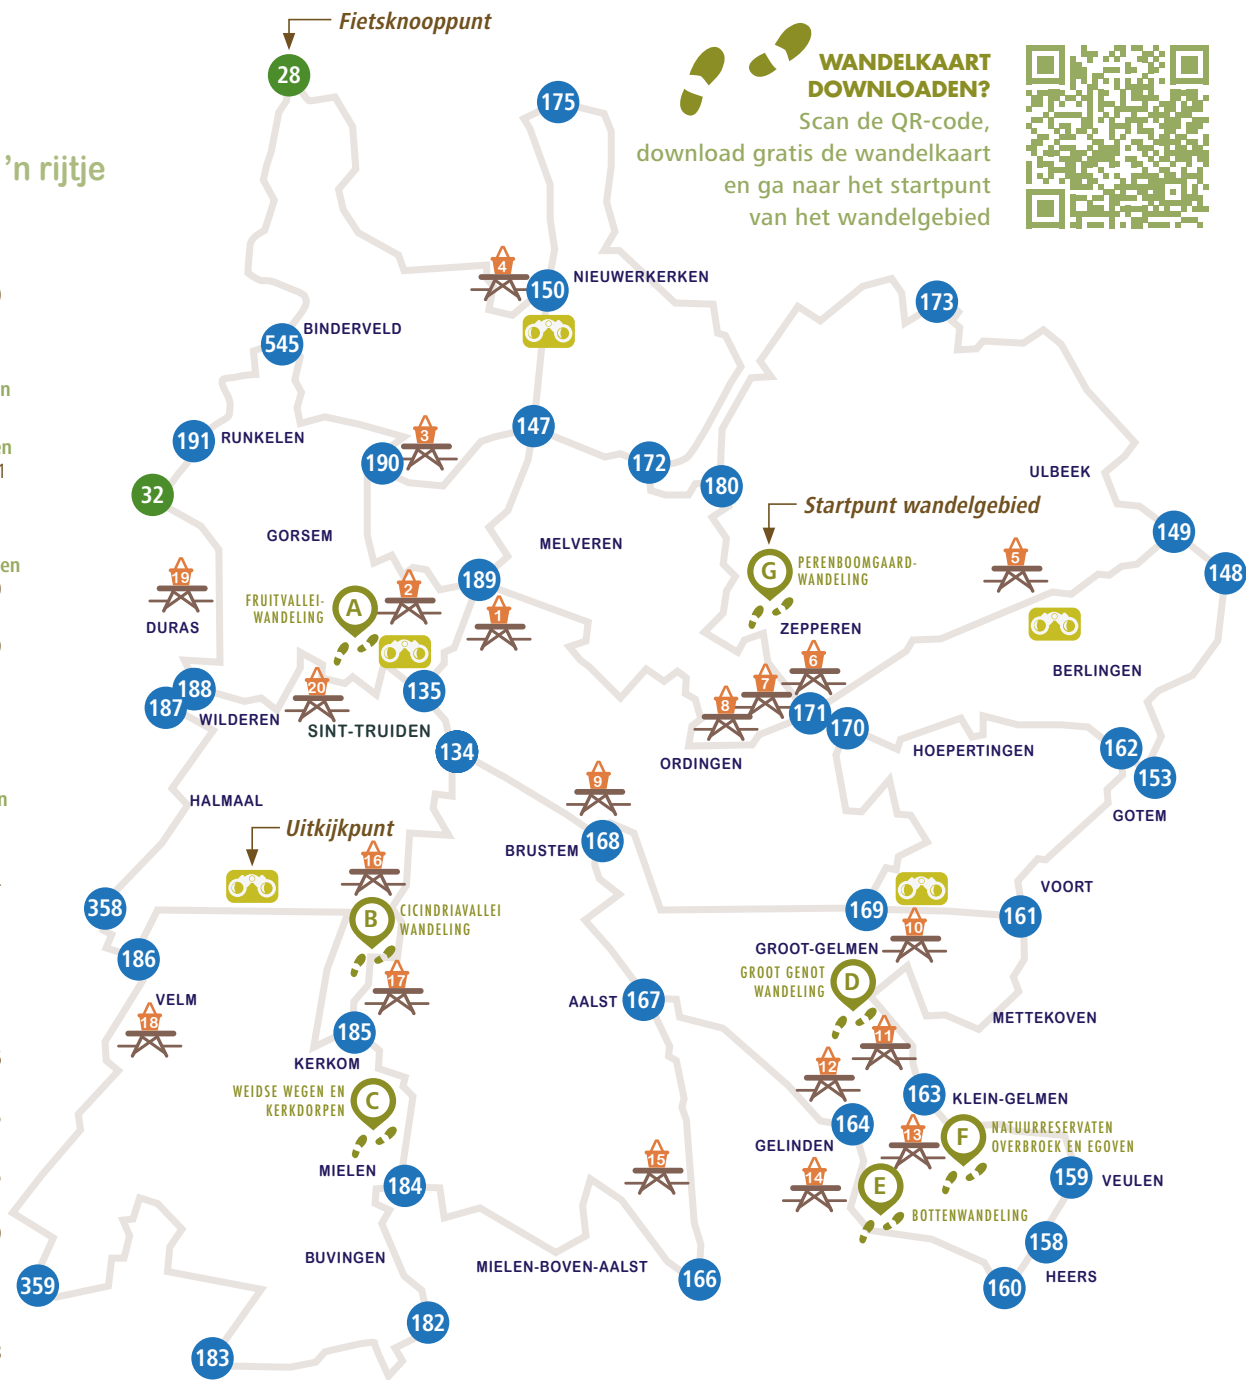 Fietsknooppunt
28
175
WANDELKAART
DOWNLOADEN?
Scan de QR-code,
download gratis de wandelkaart
en ga naar het startpunt
van het wandelgebied
'n rijtje
4
150
NIEUWERKERKEN
173
545
BINDERVELD
191
RUNKELEN
3
190
147
172
180
32
ULBEEK
Startpunt wandelgebied
GORSEM
MELVEREN
149
148
5
G
PERENBOOMGAARD-
WANDELING
19
DURAS
FRUITVALLEI-
WANDELING
A
2
189
1
ZEPPEREN
6
BERLINGEN
188
187
WILDEREN
20
135
SINT-TRUIDEN
134
7
8
171
170
ORDINGEN
HOEPERTINGEN
162
153
GOTEM
HALMAAL
9
168
BRUSTEM
Uitkijkpunt
16
358
B
CICINDRIAVALLEI
WANDELING
169
10
VOORT
161
GROOT-GELMEN
186
VELM
18
17
185
KERKOM
AALST
167
GROOT GENOT
WANDELING
D
METTEKOVEN
11
12
WEIDSE WEGEN EN
KERKDORPEN
C
163
KLEIN-GELMEN
164
GELINDEN
13
F
NATUURRESERVATEN
OVERBROEK EN EGOVEN
MIELEN
184
15
14
E
BOTTENWANDELING
159
VEULEN
158
HEERS
160
BUVINGEN
MIELEN-BOVEN-AALST
166
359
182
183